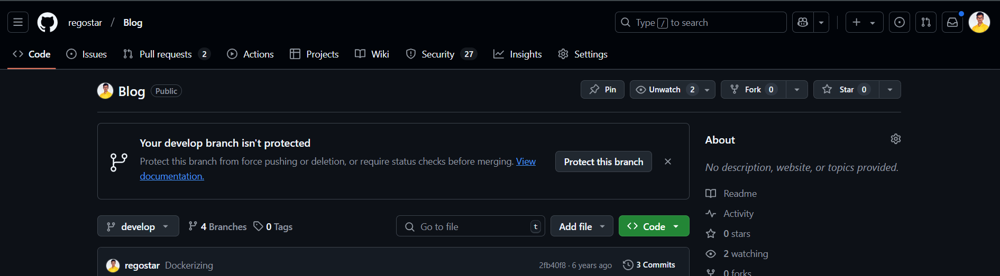 regostar / Blog
Type / to search
Code Issues Pull requests 2 Actions Projects Wiki Security 27 Insights Settings
Blog Public
Pin Unwatch 2 Fork 0 Star 0
Your develop branch isn't protected
Protect this branch from force pushing or deletion, or require status checks before merging. View
documentation.
Protect this branch
About
No description, website, or topics provided.
Readme
Activity
0 stars
2 watching
0 forks
develop 4 Branches 0 Tags
Go to file t
Add file
Code
regostar Dockerizing 2fb40f8 · 6 years ago 3 Commits